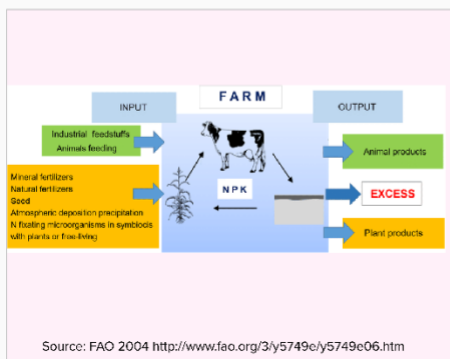 FARM
INPUT
OUTPUT
Industrial feedstuffs
Animals feeding
Mineral fertilizers
Natural fertilizers
Seed
Atmospheric deposition precipitation
N fixating microorganisms in symbiosis
with plants or free-living
NPK
Animal products
EXCESS
Plant products
Source: FAO 2004 http://www.fao.org/3/y5749e/y5749e06.htm